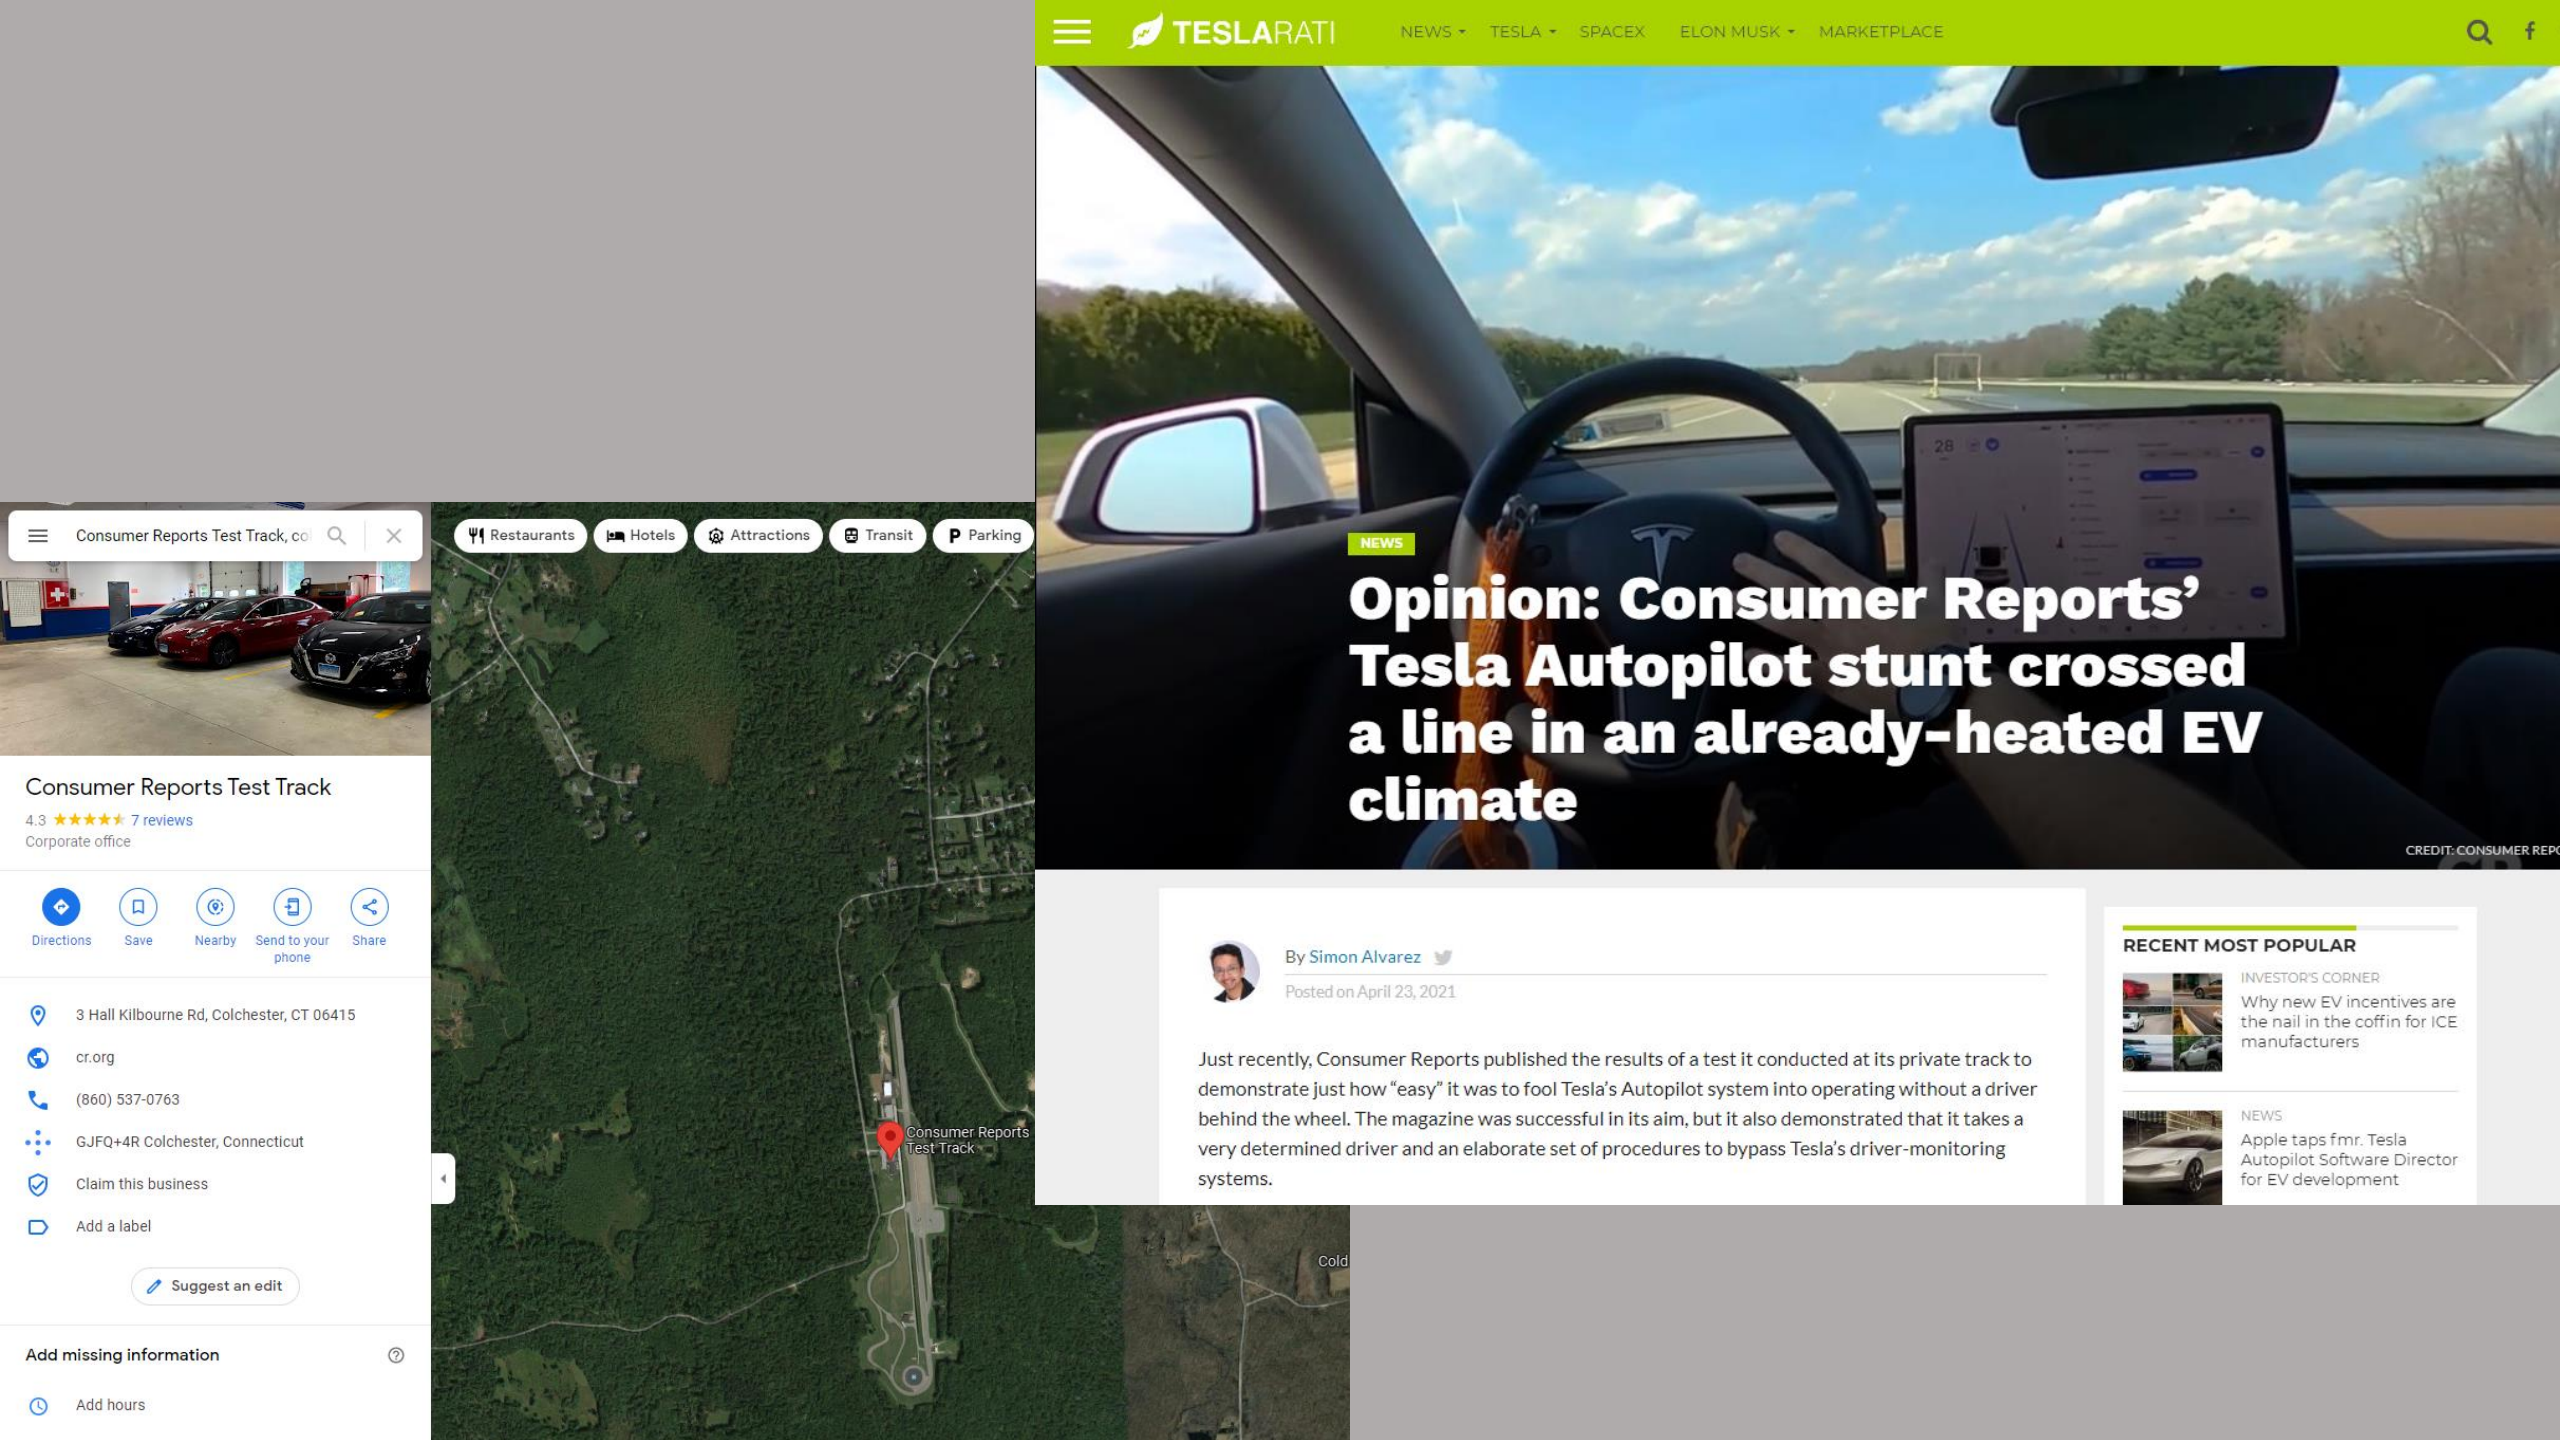 TESLARATI
NEWS
TESLA
SPACEX
ELON MUSK
MARKETPLACE
28
NEWS
Opinion: Consumer Reports’
Tesla Autopilot stunt crossed
a line in an already-heated EV
climate
CREDIT: CONSUMER REPO
By Simon Alvarez
Posted on April 23, 2021
Just recently, Consumer Reports published the results of a test it conducted at its private track to
demonstrate just how “easy” it was to fool Tesla’s Autopilot system into operating without a driver
behind the wheel. The magazine was successful in its aim, but it also demonstrated that it takes a
very determined driver and an elaborate set of procedures to bypass Tesla’s driver-monitoring
systems.
RECENT MOST POPULAR
INVESTOR'S CORNER
Why new EV incentives are
the nail in the coffin for ICE
manufacturers
NEWS
Apple taps fmr. Tesla
Autopilot Software Director
for EV development
Consumer Reports Test Track, co
Consumer Reports Test Track
4.3
7 reviews
Corporate office
Directions
Save
Nearby
Send to your
phone
Share
3 Hall Kilbourne Rd, Colchester, CT 06415
cr.org
(860) 537-0763
GJFQ+4R Colchester, Connecticut
Claim this business
Add a label
Suggest an edit
Add missing information
Add hours
Restaurants
Hotels
Attractions
Transit
Parking
Consumer Reports
Test Track
Cold